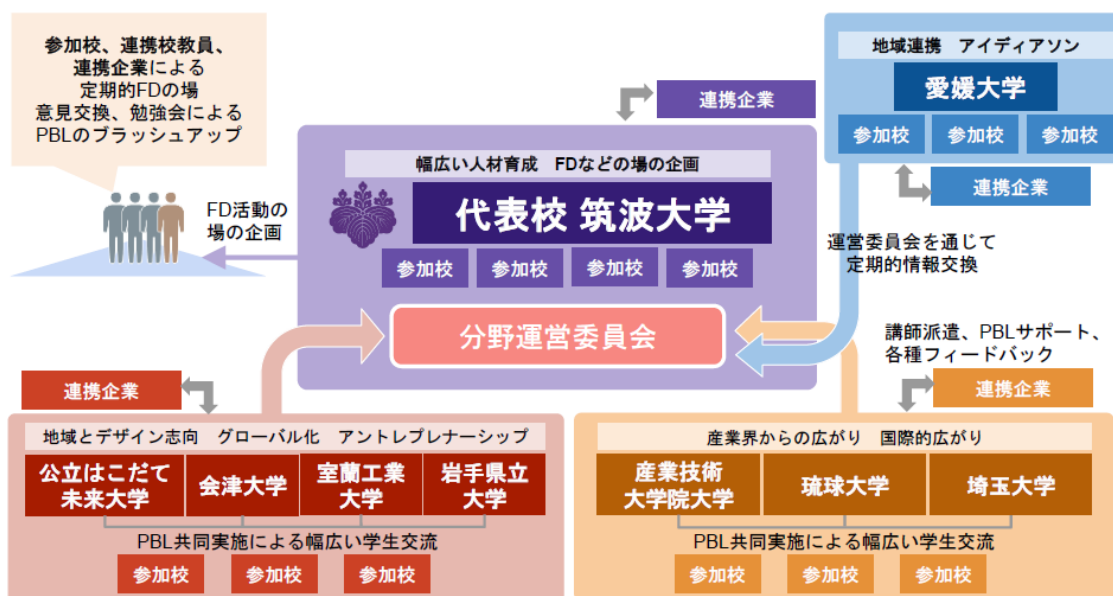 参加校、連携校教員、
連携企業による
定期的FDの場
意見交換、勉強会による
PBLのブラッシュアップ
FD活動の
場の企画
連携企業
幅広い人材育成 FDなどの場の企画
代表校 筑波大学
参加校 参加校 参加校 参加校
分野運営委員会
地域連携 アイディアソン
愛媛大学
参加校 参加校 参加校
連携企業
運営委員会を通じて
定期的情報交換
連携企業
地域とデザイン志向 グローバル化 アントレプレナーシップ
公立はこだて
未来大学
会津大学
室蘭工業
大学
岩手県立
大学
PBL共同実施による幅広い学生交流
参加校 参加校 参加校
講師派遣、PBLサポート、
各種フィードバック
連携企業
産業界からの広がり 国際的広がり
産業技術
大学院大学
琉球大学
埼玉大学
PBL共同実施による幅広い学生交流
参加校 参加校 参加校